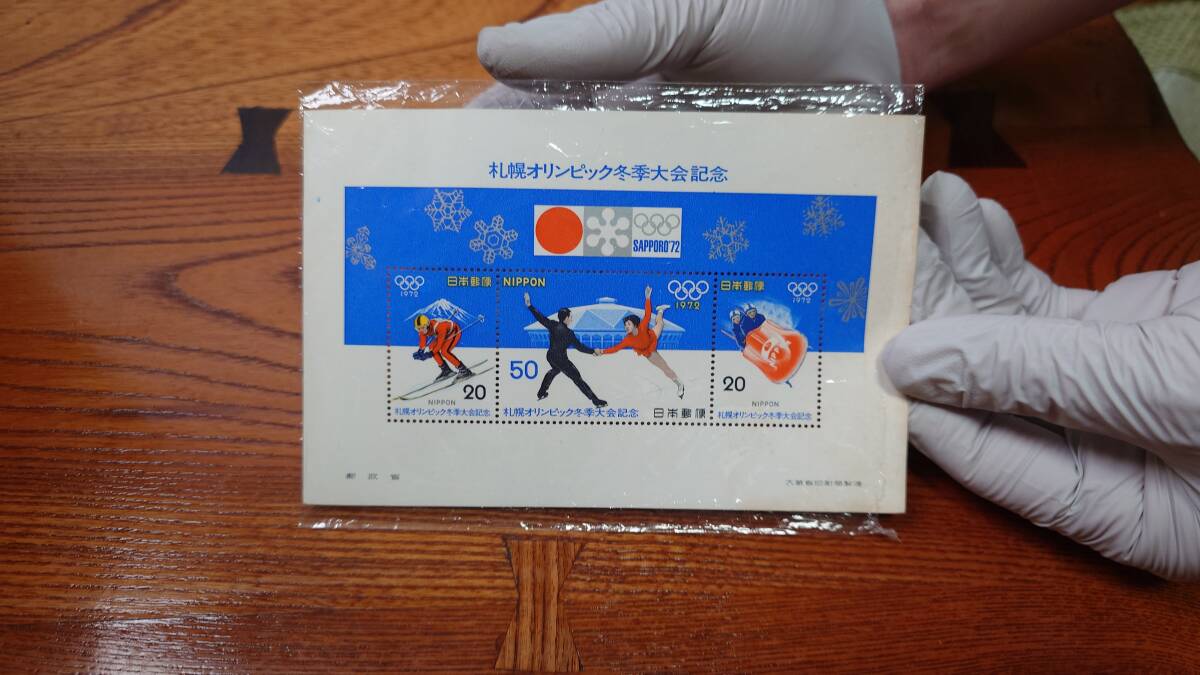 札幌オリンピック冬季大会記念
SAPPORO'72
1972
日本郵便
20
NIPPON
札幌オリンピック冬季大会記念
NIPPON
1972
50
札幌オリンピック冬季大会記念
日本郵便
日本郵便
1972
20
NIPPON
札幌オリンピック冬季大会記念
郵政省
大蔵省印刷局製造